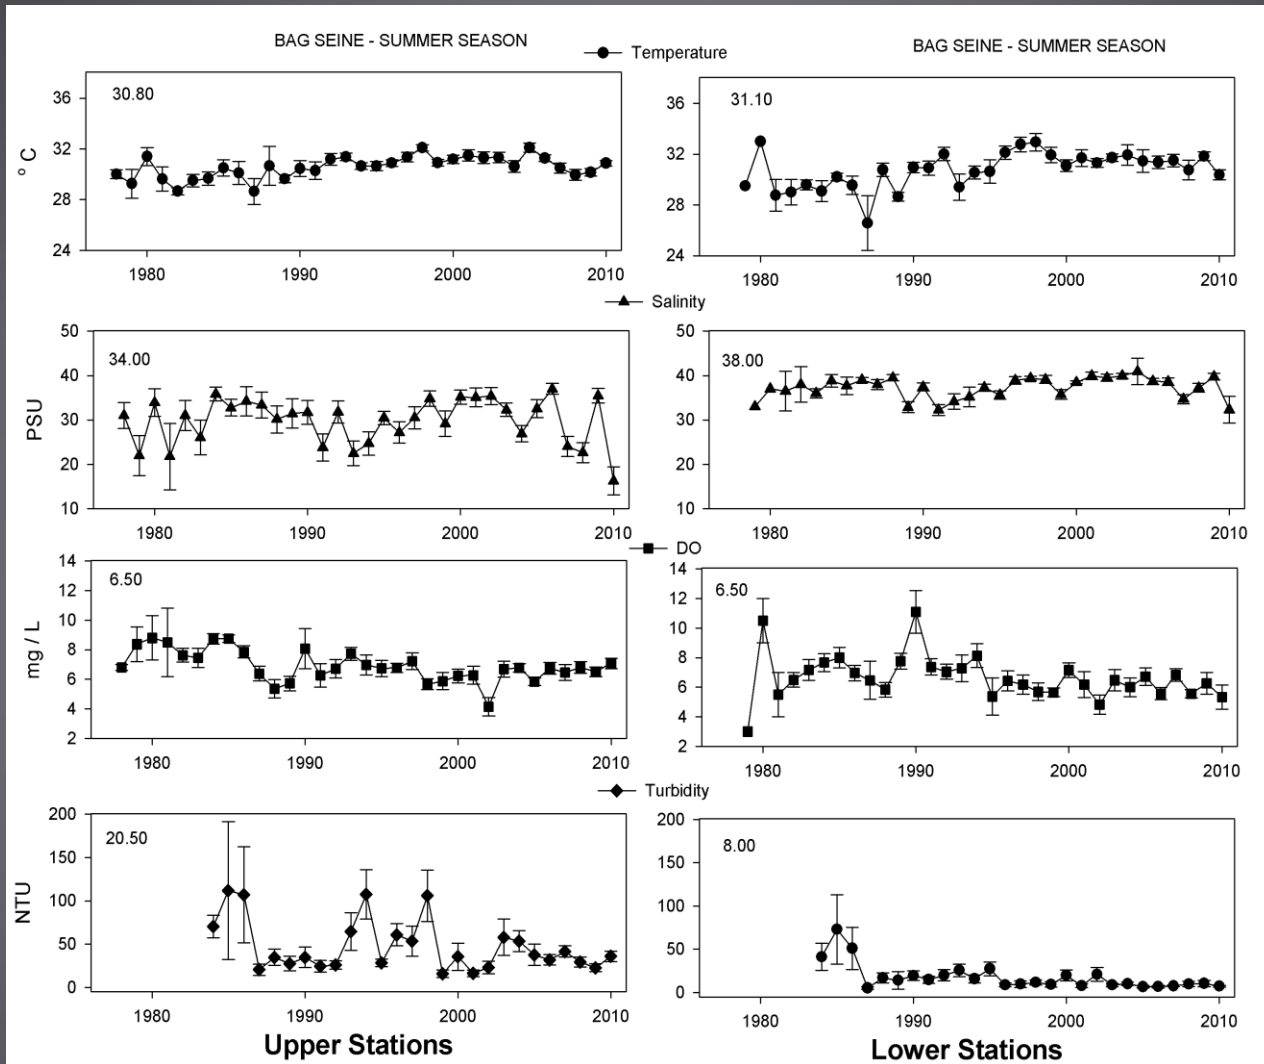 BAG SEINE - SUMMER SEASON
Temperature
BAG SEINE - SUMMER SEASON
30.80
° C
36
32
28
24
1980 1990 2000 2010
31.10
36
32
28
24
1980 1990 2000 2010
Salinity
34.00
PSU
50
40
30
20
10
1980 1990 2000 2010
38.00
50
40
30
20
10
1980 1990 2000 2010
DO
6.50
mg / L
14
12
10
8
6
4
2
1980 1990 2000 2010
6.50
14
12
10
8
6
4
2
1980 1990 2000 2010
Turbidity
20.50
NTU
200
150
100
50
0
1980 1990 2000 2010
8.00
200
150
100
50
0
1980 1990 2000 2010
Upper Stations
Lower Stations